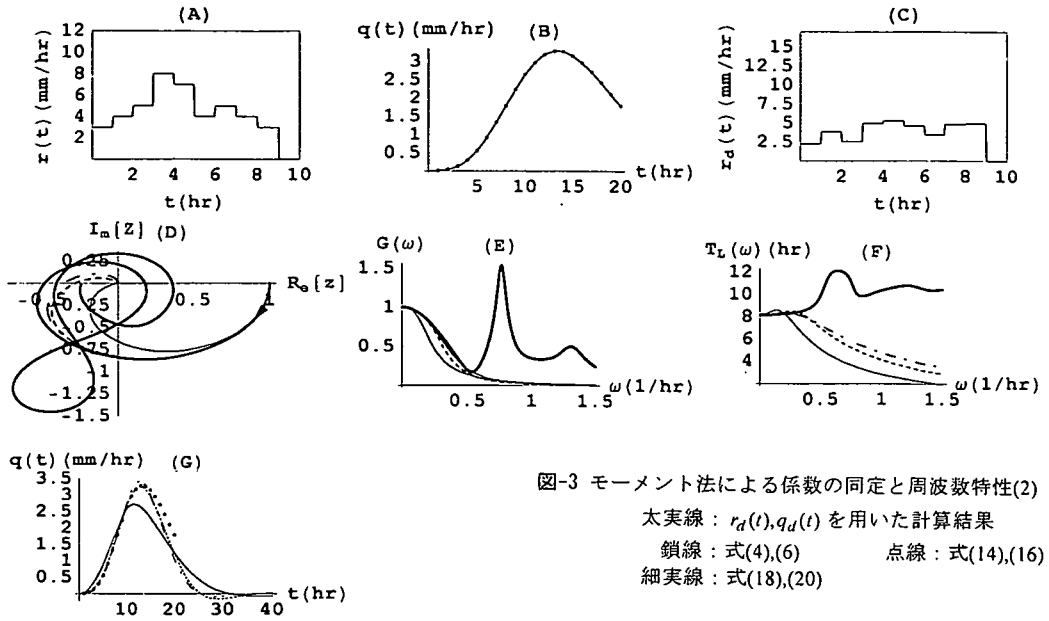 (A)
r(t)(mm/hr)
12
10
8
6
4
2
2 4 6 8 10
t(hr)
q(t)(mm/hr) (B)
3
2.5
2
1.5
1
0.5
5 10 15 20
t(hr)
(C)
r_d(t)(mm/hr)
12.5
10
7.5
5
2.5
2 4 6 8 10
t(hr)
I_m[Z] (D)
0.25
-0.5 0.5 1
R_e[z]
-0.25
0.5
0.75
-1
-1.25
-1.5
G(ω) (E)
1.5
1
0.5
0.5 1 1.5
ω(1/hr)
T_L(ω)(hr) (F)
12
10
8
6
4
0.5 1 1.5
ω(1/hr)
q(t)(mm/hr) (G)
3.5
3
2.5
2
1.5
1
0.5
10 20 30 40
t(hr)
図-3 モーメント法による係数の同定と周波数特性(2)
太実線：r_d(t),q_d(t) を用いた計算結果
鎖線：式(4),(6) 点線：式(14),(16)
細実線：式(18),(20)